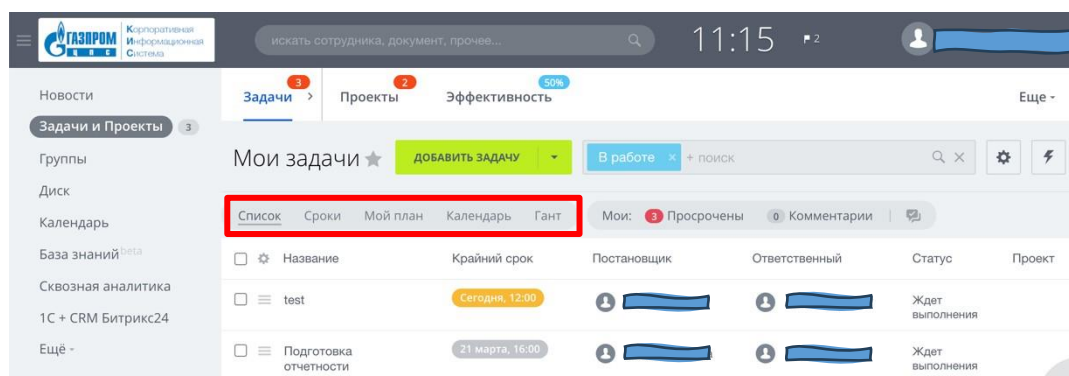 ГАЗПРОМ
ЦПС
Корпоративная
Информационная
Система
искать сотрудника, документ, прочее...
11:15
2
Новости
Задачи и Проекты 3
Группы
Диск
Календарь
База знаний beta
Сквозная аналитика
1С + CRM Битрикс24
Ещё -
Задачи 3
Проекты 2
Эффективность 50%
Еще -
Мои задачи
ДОБАВИТЬ ЗАДАЧУ
В работе × + поиск
Список Сроки Мой план Календарь Гант
Мои: 3 Просрочены 0 Комментарии
Название Крайний срок Постановщик Ответственный Статус Проект
test Сегодня, 12:00 Ждет
выполнения
Подготовка 21 марта, 16:00 Ждет
отчетности выполнения